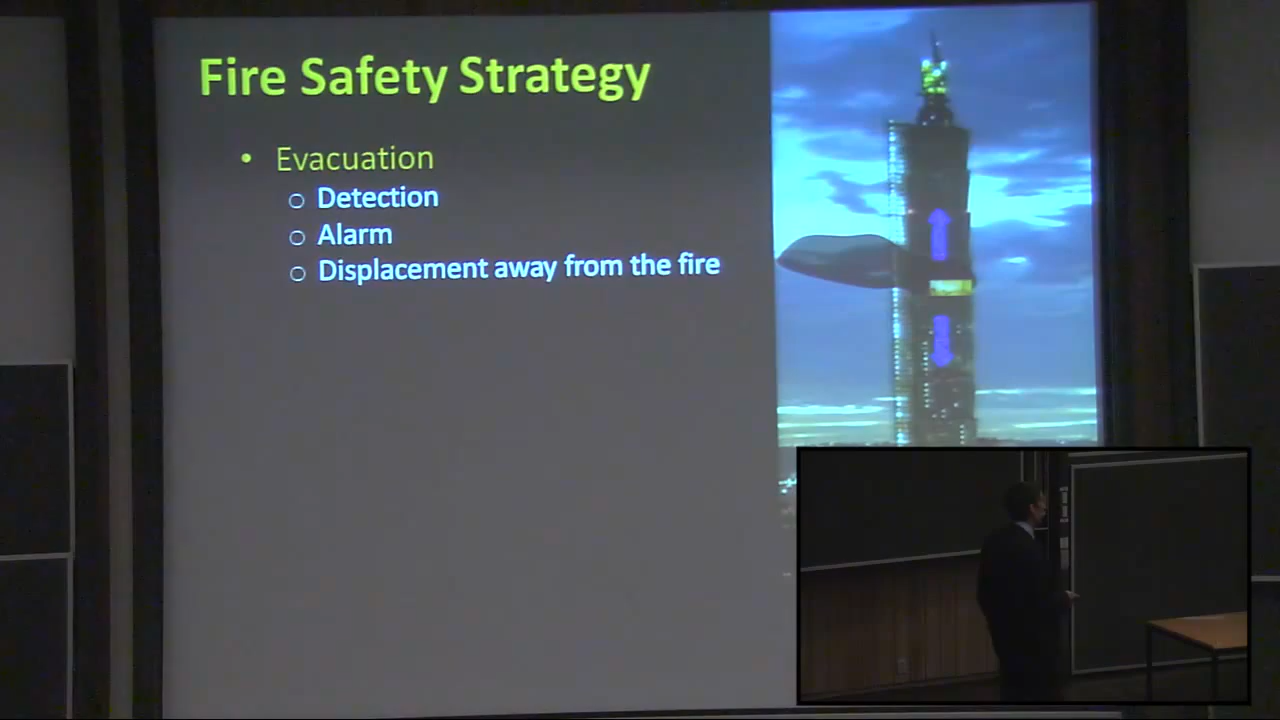 Fire Safety Strategy
• Evacuation
o Detection
o Alarm
o Displacement away from the fire